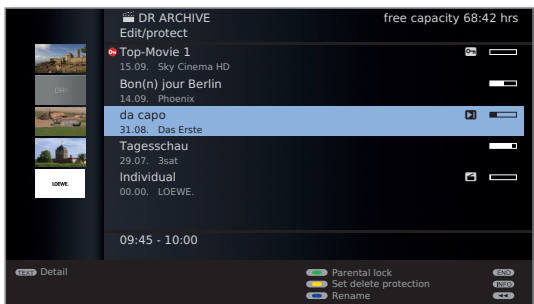 DR ARCHIVE free capacity 68:42 hrs
Edit/protect
Top-Movie 1
15.09. Sky Cinema HD
DR+
Bon(n) jour Berlin
14.09. Phoenix
da capo
31.08. Das Erste
Tagesschau
29.07. 3sat
Individual
LOEWE.
00.00. LOEWE.
09:45 - 10:00
TEXT Detail
Parental lock END
Set delete protection INFO
Rename